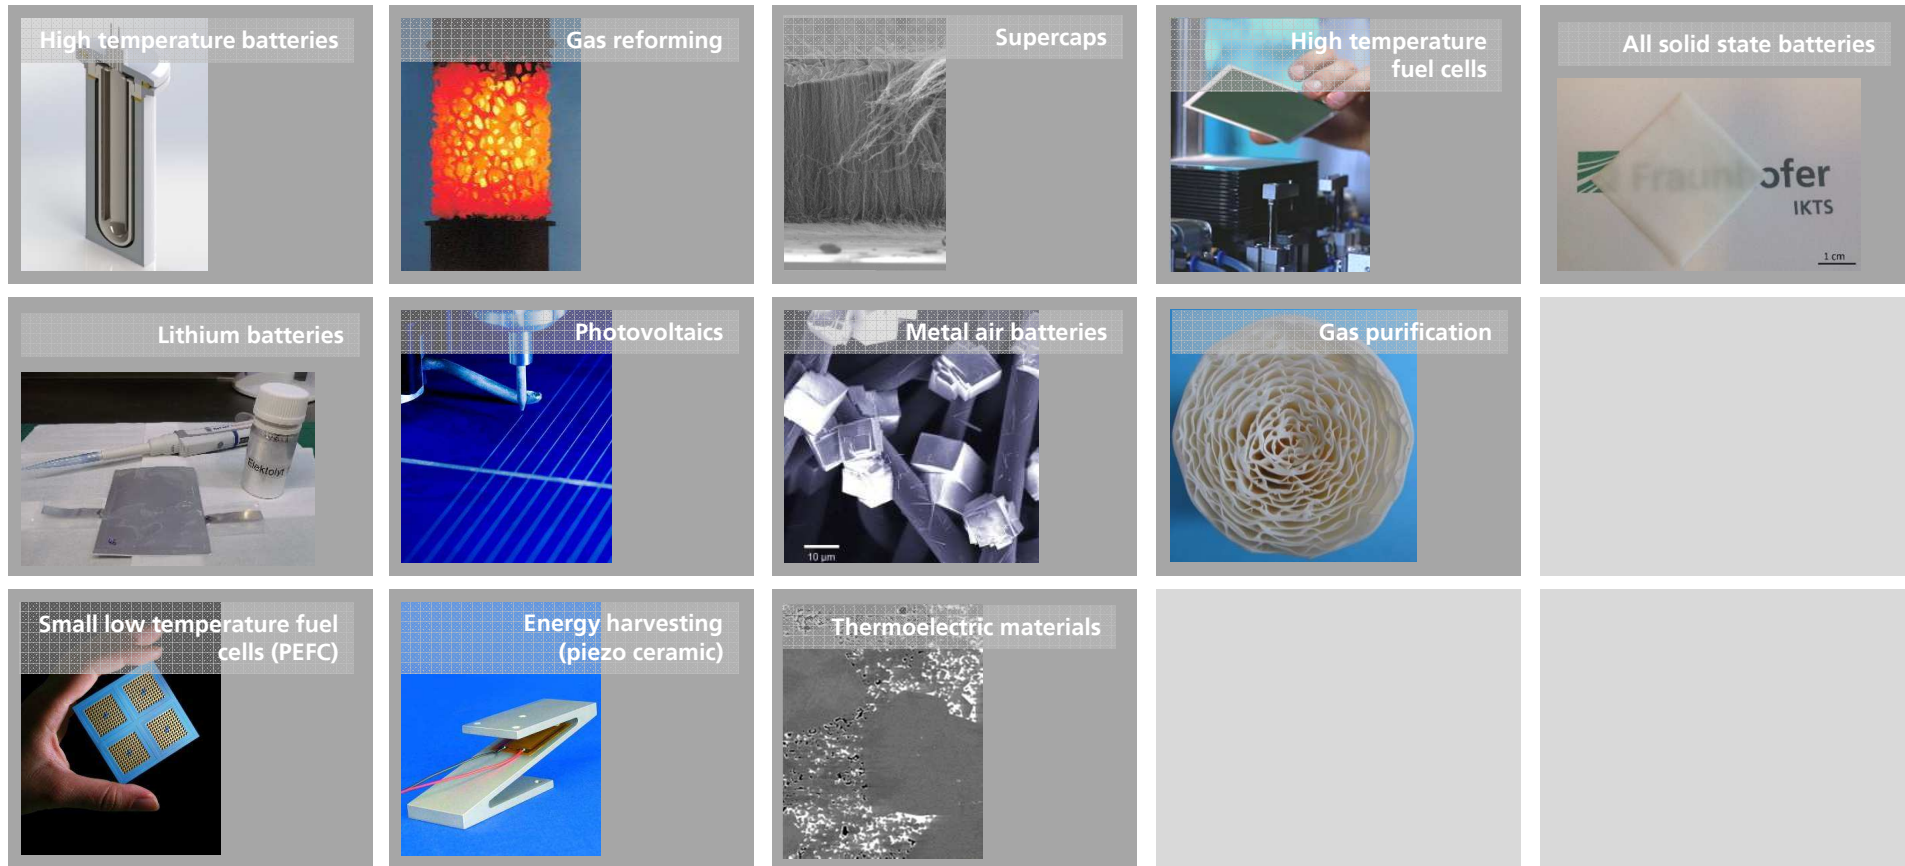 High temperature batteries
Gas reforming
Supercaps
High temperature
fuel cells
All solid state batteries
Fraunhofer
IKTS
1 cm
Lithium batteries
Elektolyt
Photovoltaics
Metal air batteries
10 µm
Gas purification
Small low temperature fuel
cells (PEFC)
Energy harvesting
(piezo ceramic)
Thermoelectric materials